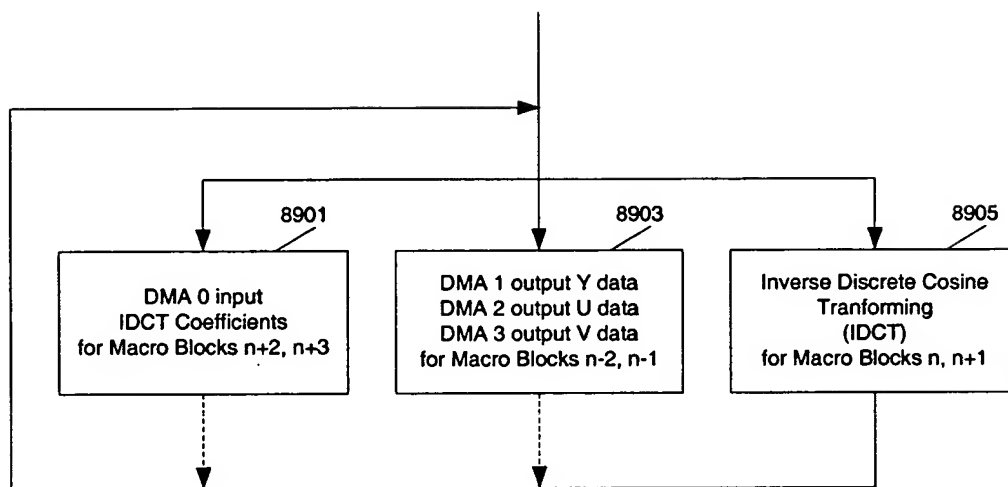 8901
DMA 0 input
IDCT Coefficients
for Macro Blocks n+2, n+3
8903
DMA 1 output Y data
DMA 2 output U data
DMA 3 output V data
for Macro Blocks n-2, n-1
8905
Inverse Discrete Cosine
Tranforming
(IDCT)
for Macro Blocks n, n+1